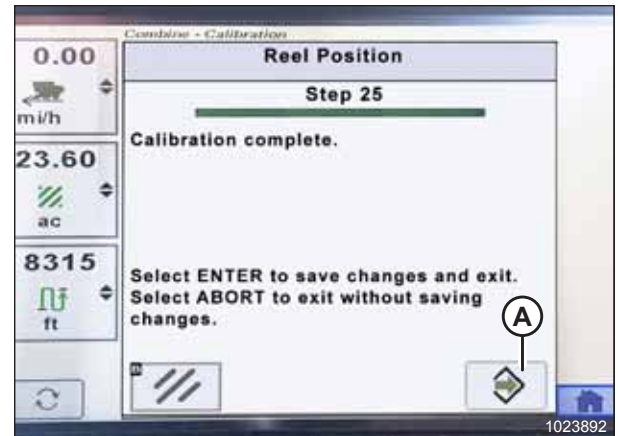 Combine - Calibration
0.00
mi/h
23.60
ac
8315
ft
Reel Position
Step 25
Calibration complete.
Select ENTER to save changes and exit.
Select ABORT to exit without saving
changes.
A
1023892